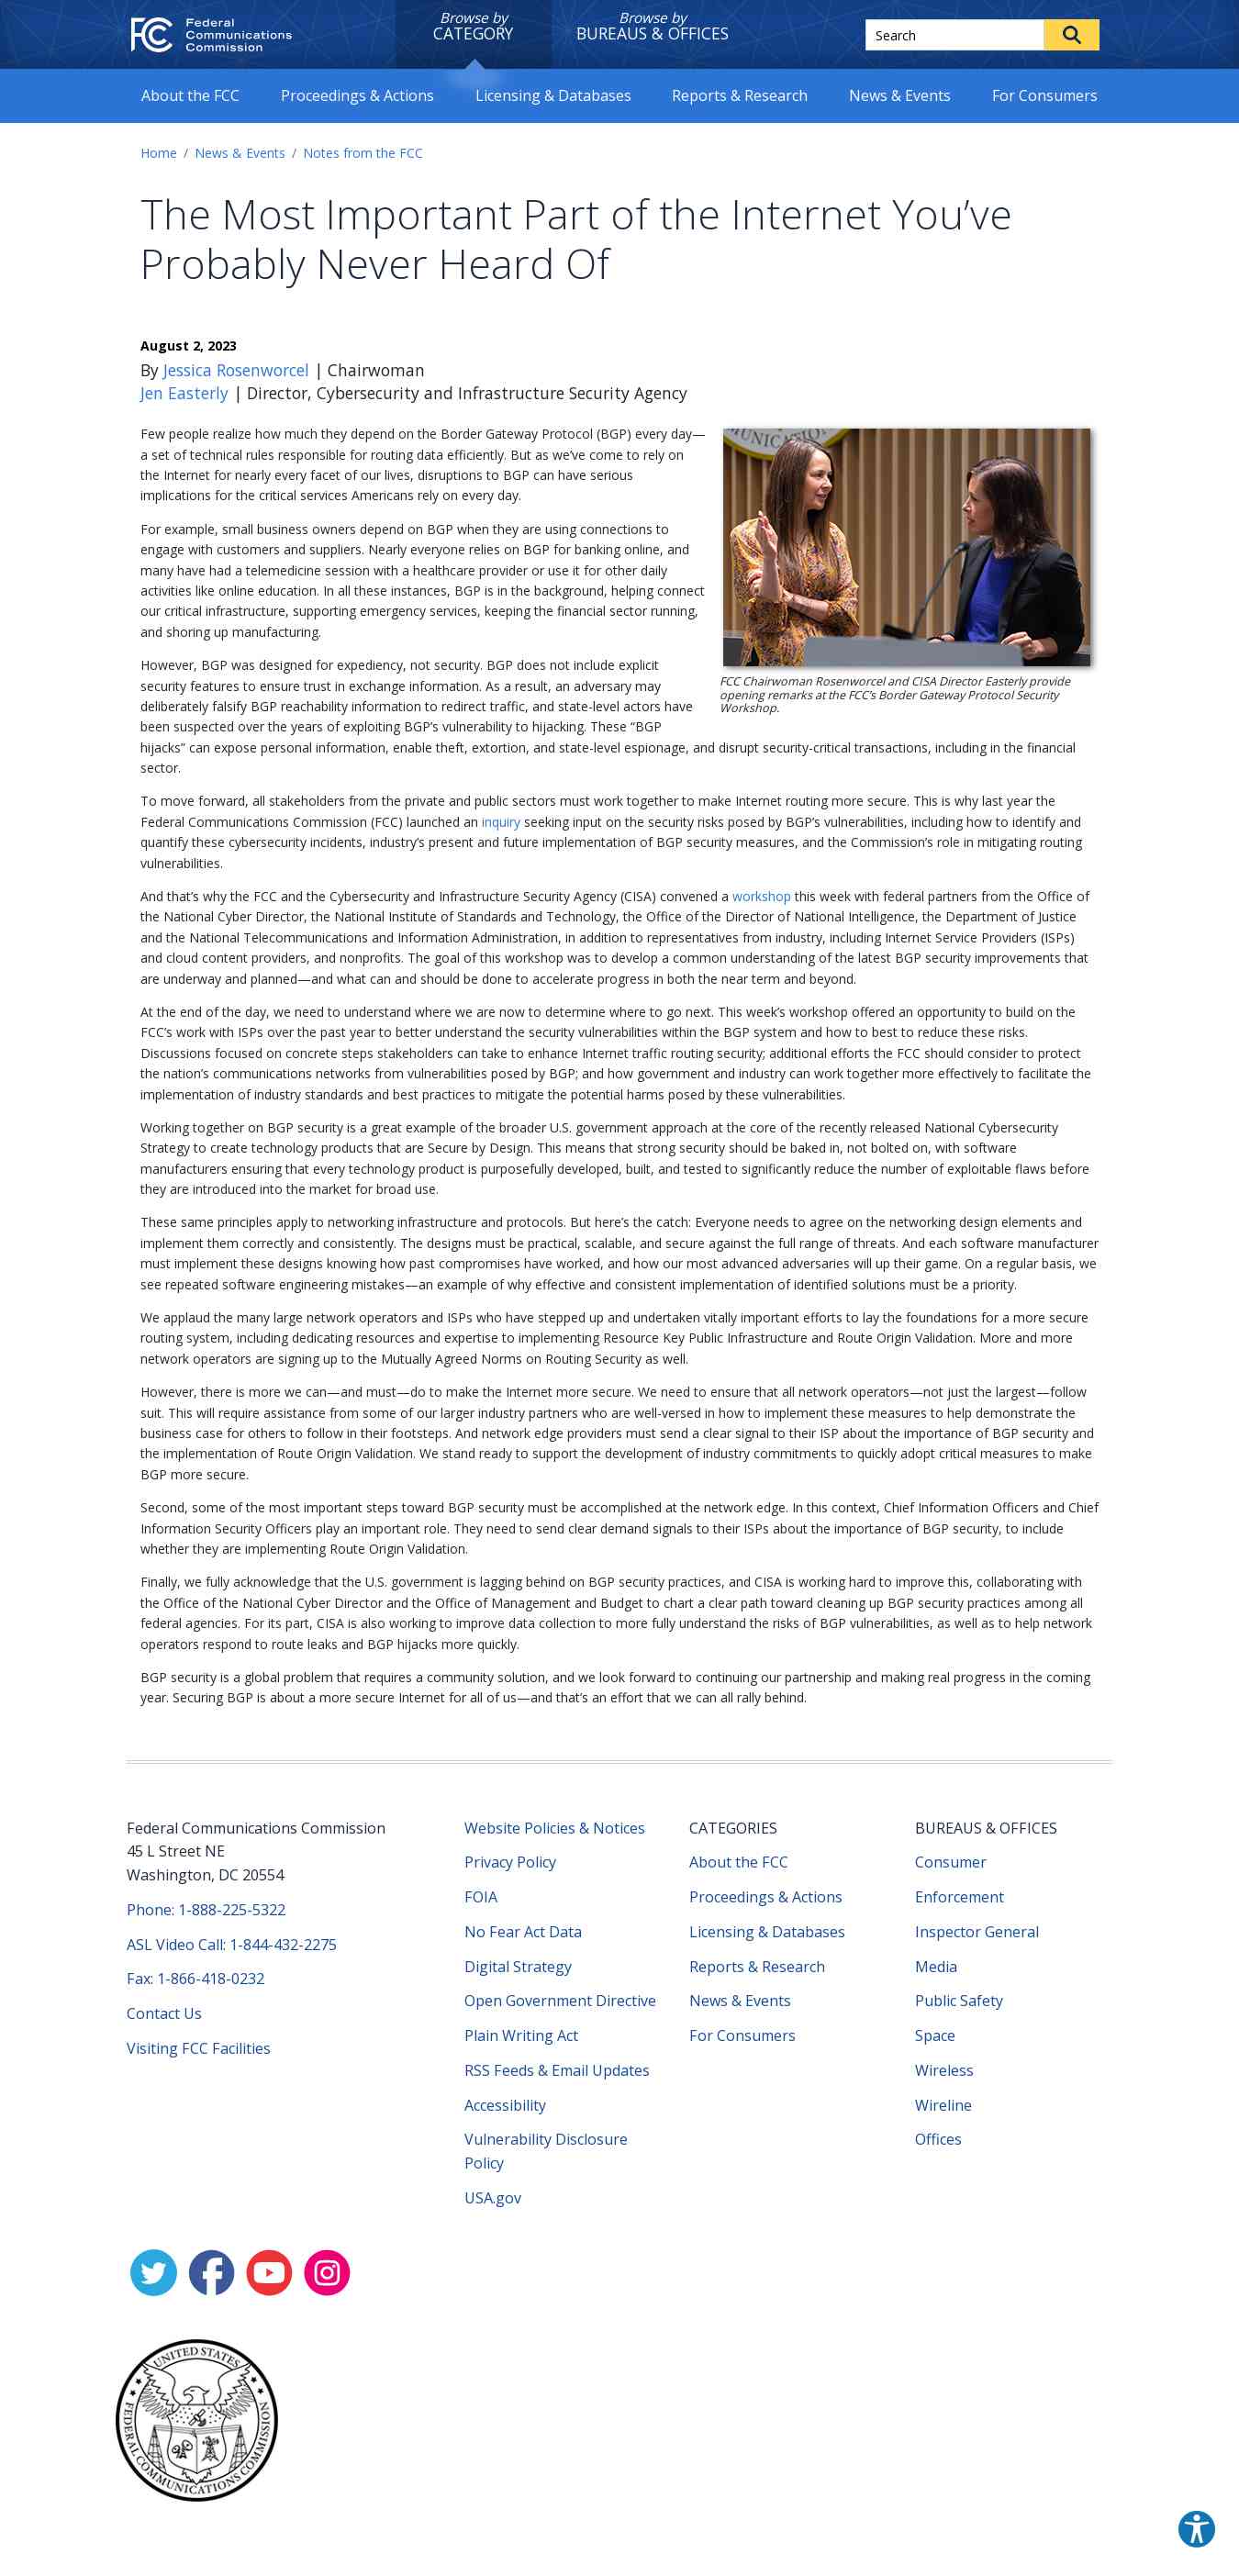 Federal
Communications
Commission
Browse by
CATEGORY
Browse by
BUREAUS & OFFICES
Search
About the FCC
Proceedings & Actions
Licensing & Databases
Reports & Research
News & Events
For Consumers
Home / News & Events / Notes from the FCC
The Most Important Part of the Internet You’ve
Probably Never Heard Of
August 2, 2023
By Jessica Rosenworcel | Chairwoman
Jen Easterly | Director, Cybersecurity and Infrastructure Security Agency
Few people realize how much they depend on the Border Gateway Protocol (BGP) every day—
a set of technical rules responsible for routing data efficiently. But as we’ve come to rely on
the Internet for nearly every facet of our lives, disruptions to BGP can have serious
implications for the critical services Americans rely on every day.
For example, small business owners depend on BGP when they are using connections to
engage with customers and suppliers. Nearly everyone relies on BGP for banking online, and
many have had a telemedicine session with a healthcare provider or use it for other daily
activities like online education. In all these instances, BGP is in the background, helping connect
our critical infrastructure, supporting emergency services, keeping the financial sector running,
and shoring up manufacturing.
However, BGP was designed for expediency, not security. BGP does not include explicit
security features to ensure trust in exchange information. As a result, an adversary may
deliberately falsify BGP reachability information to redirect traffic, and state-level actors have
been suspected over the years of exploiting BGP’s vulnerability to hijacking. These “BGP
hijacks” can expose personal information, enable theft, extortion, and state-level espionage, and disrupt security-critical transactions, including in the financial
sector.
FCC Chairwoman Rosenworcel and CISA Director Easterly provide
opening remarks at the FCC’s Border Gateway Protocol Security
Workshop.
To move forward, all stakeholders from the private and public sectors must work together to make Internet routing more secure. This is why last year the
Federal Communications Commission (FCC) launched an inquiry seeking input on the security risks posed by BGP’s vulnerabilities, including how to identify and
quantify these cybersecurity incidents, industry’s present and future implementation of BGP security measures, and the Commission’s role in mitigating routing
vulnerabilities.
And that’s why the FCC and the Cybersecurity and Infrastructure Security Agency (CISA) convened a workshop this week with federal partners from the Office of
the National Cyber Director, the National Institute of Standards and Technology, the Office of the Director of National Intelligence, the Department of Justice
and the National Telecommunications and Information Administration, in addition to representatives from industry, including Internet Service Providers (ISPs)
and cloud content providers, and nonprofits. The goal of this workshop was to develop a common understanding of the latest BGP security improvements that
are underway and planned—and what can and should be done to accelerate progress in both the near term and beyond.
At the end of the day, we need to understand where we are now to determine where to go next. This week’s workshop offered an opportunity to build on the
FCC’s work with ISPs over the past year to better understand the security vulnerabilities within the BGP system and how to best to reduce these risks.
Discussions focused on concrete steps stakeholders can take to enhance Internet traffic routing security; additional efforts the FCC should consider to protect
the nation’s communications networks from vulnerabilities posed by BGP; and how government and industry can work together more effectively to facilitate the
implementation of industry standards and best practices to mitigate the potential harms posed by these vulnerabilities.
Working together on BGP security is a great example of the broader U.S. government approach at the core of the recently released National Cybersecurity
Strategy to create technology products that are Secure by Design. This means that strong security should be baked in, not bolted on, with software
manufacturers ensuring that every technology product is purposefully developed, built, and tested to significantly reduce the number of exploitable flaws before
they are introduced into the market for broad use.
These same principles apply to networking infrastructure and protocols. But here’s the catch: Everyone needs to agree on the networking design elements and
implement them correctly and consistently. The designs must be practical, scalable, and secure against the full range of threats. And each software manufacturer
must implement these designs knowing how past compromises have worked, and how our most advanced adversaries will up their game. On a regular basis, we
see repeated software engineering mistakes—an example of why effective and consistent implementation of identified solutions must be a priority.
We applaud the many large network operators and ISPs who have stepped up and undertaken vitally important efforts to lay the foundations for a more secure
routing system, including dedicating resources and expertise to implementing Resource Key Public Infrastructure and Route Origin Validation. More and more
network operators are signing up to the Mutually Agreed Norms on Routing Security as well.
However, there is more we can—and must—do to make the Internet more secure. We need to ensure that all network operators—not just the largest—follow
suit. This will require assistance from some of our larger industry partners who are well-versed in how to implement these measures to help demonstrate the
business case for others to follow in their footsteps. And network edge providers must send a clear signal to their ISP about the importance of BGP security and
the implementation of Route Origin Validation. We stand ready to support the development of industry commitments to quickly adopt critical measures to make
BGP more secure.
Second, some of the most important steps toward BGP security must be accomplished at the network edge. In this context, Chief Information Officers and Chief
Information Security Officers play an important role. They need to send clear demand signals to their ISPs about the importance of BGP security, to include
whether they are implementing Route Origin Validation.
Finally, we fully acknowledge that the U.S. government is lagging behind on BGP security practices, and CISA is working hard to improve this, collaborating with
the Office of the National Cyber Director and the Office of Management and Budget to chart a clear path toward cleaning up BGP security practices among all
federal agencies. For its part, CISA is also working to improve data collection to more fully understand the risks of BGP vulnerabilities, as well as to help network
operators respond to route leaks and BGP hijacks more quickly.
BGP security is a global problem that requires a community solution, and we look forward to continuing our partnership and making real progress in the coming
year. Securing BGP is about a more secure Internet for all of us—and that’s an effort that we can all rally behind.
Federal Communications Commission
45 L Street NE
Washington, DC 20554
Phone: 1-888-225-5322
ASL Video Call: 1-844-432-2275
Fax: 1-866-418-0232
Contact Us
Visiting FCC Facilities
Website Policies & Notices
Privacy Policy
FOIA
No Fear Act Data
Digital Strategy
Open Government Directive
Plain Writing Act
RSS Feeds & Email Updates
Accessibility
Vulnerability Disclosure
Policy
USA.gov
CATEGORIES
About the FCC
Proceedings & Actions
Licensing & Databases
Reports & Research
News & Events
For Consumers
BUREAUS & OFFICES
Consumer
Enforcement
Inspector General
Media
Public Safety
Space
Wireless
Wireline
Offices
UNITED STATES
FEDERAL COMMUNICATIONS COMMISSION